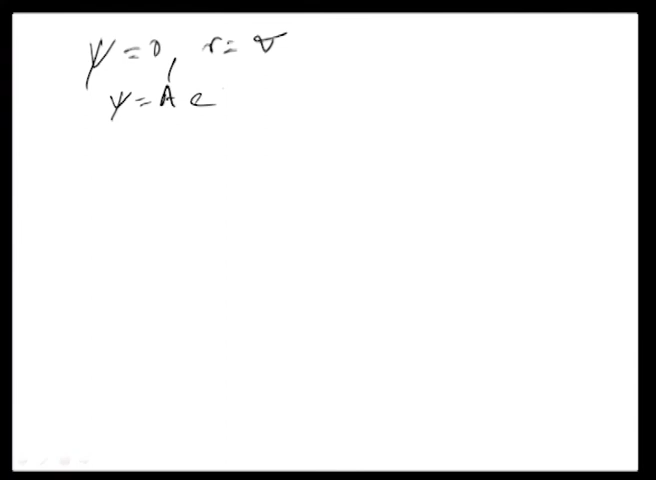 ψ = 0, r = σ
ψ = A e